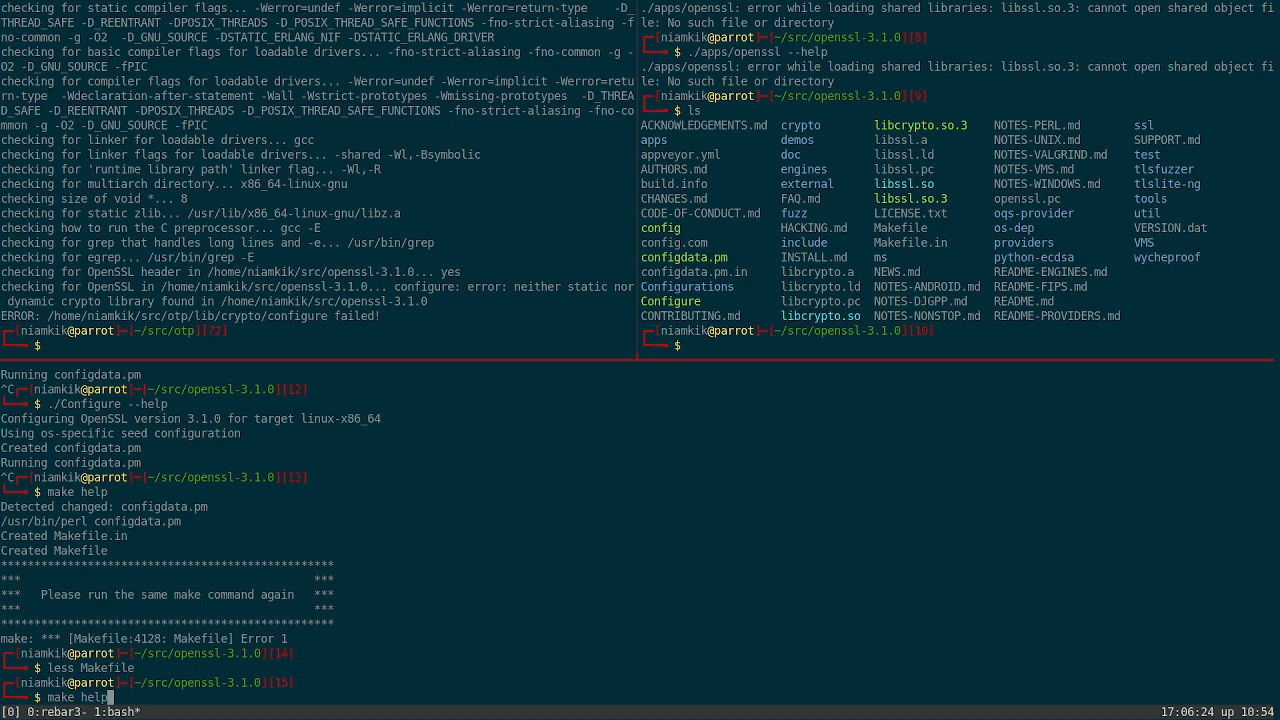 checking for static compiler flags... -Werror=undef -Werror=implicit -Werror=return-type   -D_
THREAD_SAFE -D_REENTRANT -DPOSIX_THREADS -D_POSIX_THREAD_SAFE_FUNCTIONS -fno-strict-aliasing -f
no-common -g -O2  -D_GNU_SOURCE -DSTATIC_ERLANG_NIF -DSTATIC_ERLANG_DRIVER
checking for basic compiler flags for loadable drivers... -fno-strict-aliasing -fno-common -g -
O2 -D_GNU_SOURCE -fPIC
checking for compiler flags for loadable drivers... -Werror=undef -Werror=implicit -Werror=retu
rn-type  -Wdeclaration-after-statement -Wall -Wstrict-prototypes -Wmissing-prototypes  -D_THREA
D_SAFE -D_REENTRANT -DPOSIX_THREADS -D_POSIX_THREAD_SAFE_FUNCTIONS -fno-strict-aliasing -fno-co
mmon -g -O2 -D_GNU_SOURCE -fPIC
checking for linker for loadable drivers... gcc
checking for linker flags for loadable drivers... -shared -Wl,-Bsymbolic
checking for 'runtime library path' linker flag... -Wl,-R
checking for multiarch directory... x86_64-linux-gnu
checking size of void *... 8
checking for static zlib... /usr/lib/x86_64-linux-gnu/libz.a
checking how to run the C preprocessor... gcc -E
checking for grep that handles long lines and -e... /usr/bin/grep
checking for egrep... /usr/bin/grep -E
checking for OpenSSL header in /home/niamkik/src/openssl-3.1.0... yes
checking for OpenSSL in /home/niamkik/src/openssl-3.1.0... configure: error: neither static nor
 dynamic crypto library found in /home/niamkik/src/openssl-3.1.0
ERROR: /home/niamkik/src/otp/lib/crypto/configure failed!
┌─[niamkik@parrot]─[~/src/otp][72]
└──╼ $
./apps/openssl: error while loading shared libraries: libssl.so.3: cannot open shared object fi
le: No such file or directory
┌─[niamkik@parrot]─[~/src/openssl-3.1.0][8]
└──╼ $ ./apps/openssl --help
./apps/openssl: error while loading shared libraries: libssl.so.3: cannot open shared object fi
le: No such file or directory
┌─[niamkik@parrot]─[~/src/openssl-3.1.0][9]
└──╼ $ ls
ACKNOWLEDGEMENTS.md  crypto      libcrypto.so.3  NOTES-PERL.md      ssl
apps  demos  libssl.a  NOTES-UNIX.md  SUPPORT.md
appveyor.yml  doc  libssl.ld  NOTES-VALGRIND.md  test
AUTHORS.md  engines  libssl.pc  NOTES-VMS.md  tlsfuzzer
build.info  external  libssl.so  NOTES-WINDOWS.md  tlslite-ng
CHANGES.md  FAQ.md  libssl.so.3  openssl.pc  tools
CODE-OF-CONDUCT.md  fuzz  LICENSE.txt  oqs-provider  util
config  HACKING.md  Makefile  os-dep  VERSION.dat
config.com  include  Makefile.in  providers  VMS
configdata.pm  INSTALL.md  ms  python-ecdsa  wycheproof
configdata.pm.in  libcrypto.a  NEWS.md  README-ENGINES.md
Configurations  libcrypto.ld  NOTES-ANDROID.md  README-FIPS.md
Configure  libcrypto.pc  NOTES-DJGPP.md  README.md
CONTRIBUTING.md  libcrypto.so  NOTES-NONSTOP.md  README-PROVIDERS.md
┌─[niamkik@parrot]─[~/src/openssl-3.1.0][10]
└──╼ $
Running configdata.pm
^C┌─[niamkik@parrot]─[~/src/openssl-3.1.0][12]
└──╼ $ ./Configure --help
Configuring OpenSSL version 3.1.0 for target linux-x86_64
Using os-specific seed configuration
Created configdata.pm
Running configdata.pm
^C┌─[niamkik@parrot]─[~/src/openssl-3.1.0][13]
└──╼ $ make help
Detected changed: configdata.pm
/usr/bin/perl configdata.pm
Created Makefile.in
Created Makefile
**************************************************
***                                            ***
***   Please run the same make command again   ***
***                                            ***
**************************************************
make: *** [Makefile:4128: Makefile] Error 1
┌─[niamkik@parrot]─[~/src/openssl-3.1.0][14]
└──╼ $ less Makefile
┌─[niamkik@parrot]─[~/src/openssl-3.1.0][15]
└──╼ $ make help
[0] 0:rebar3- 1:bash*  17:06:24 up 10:54